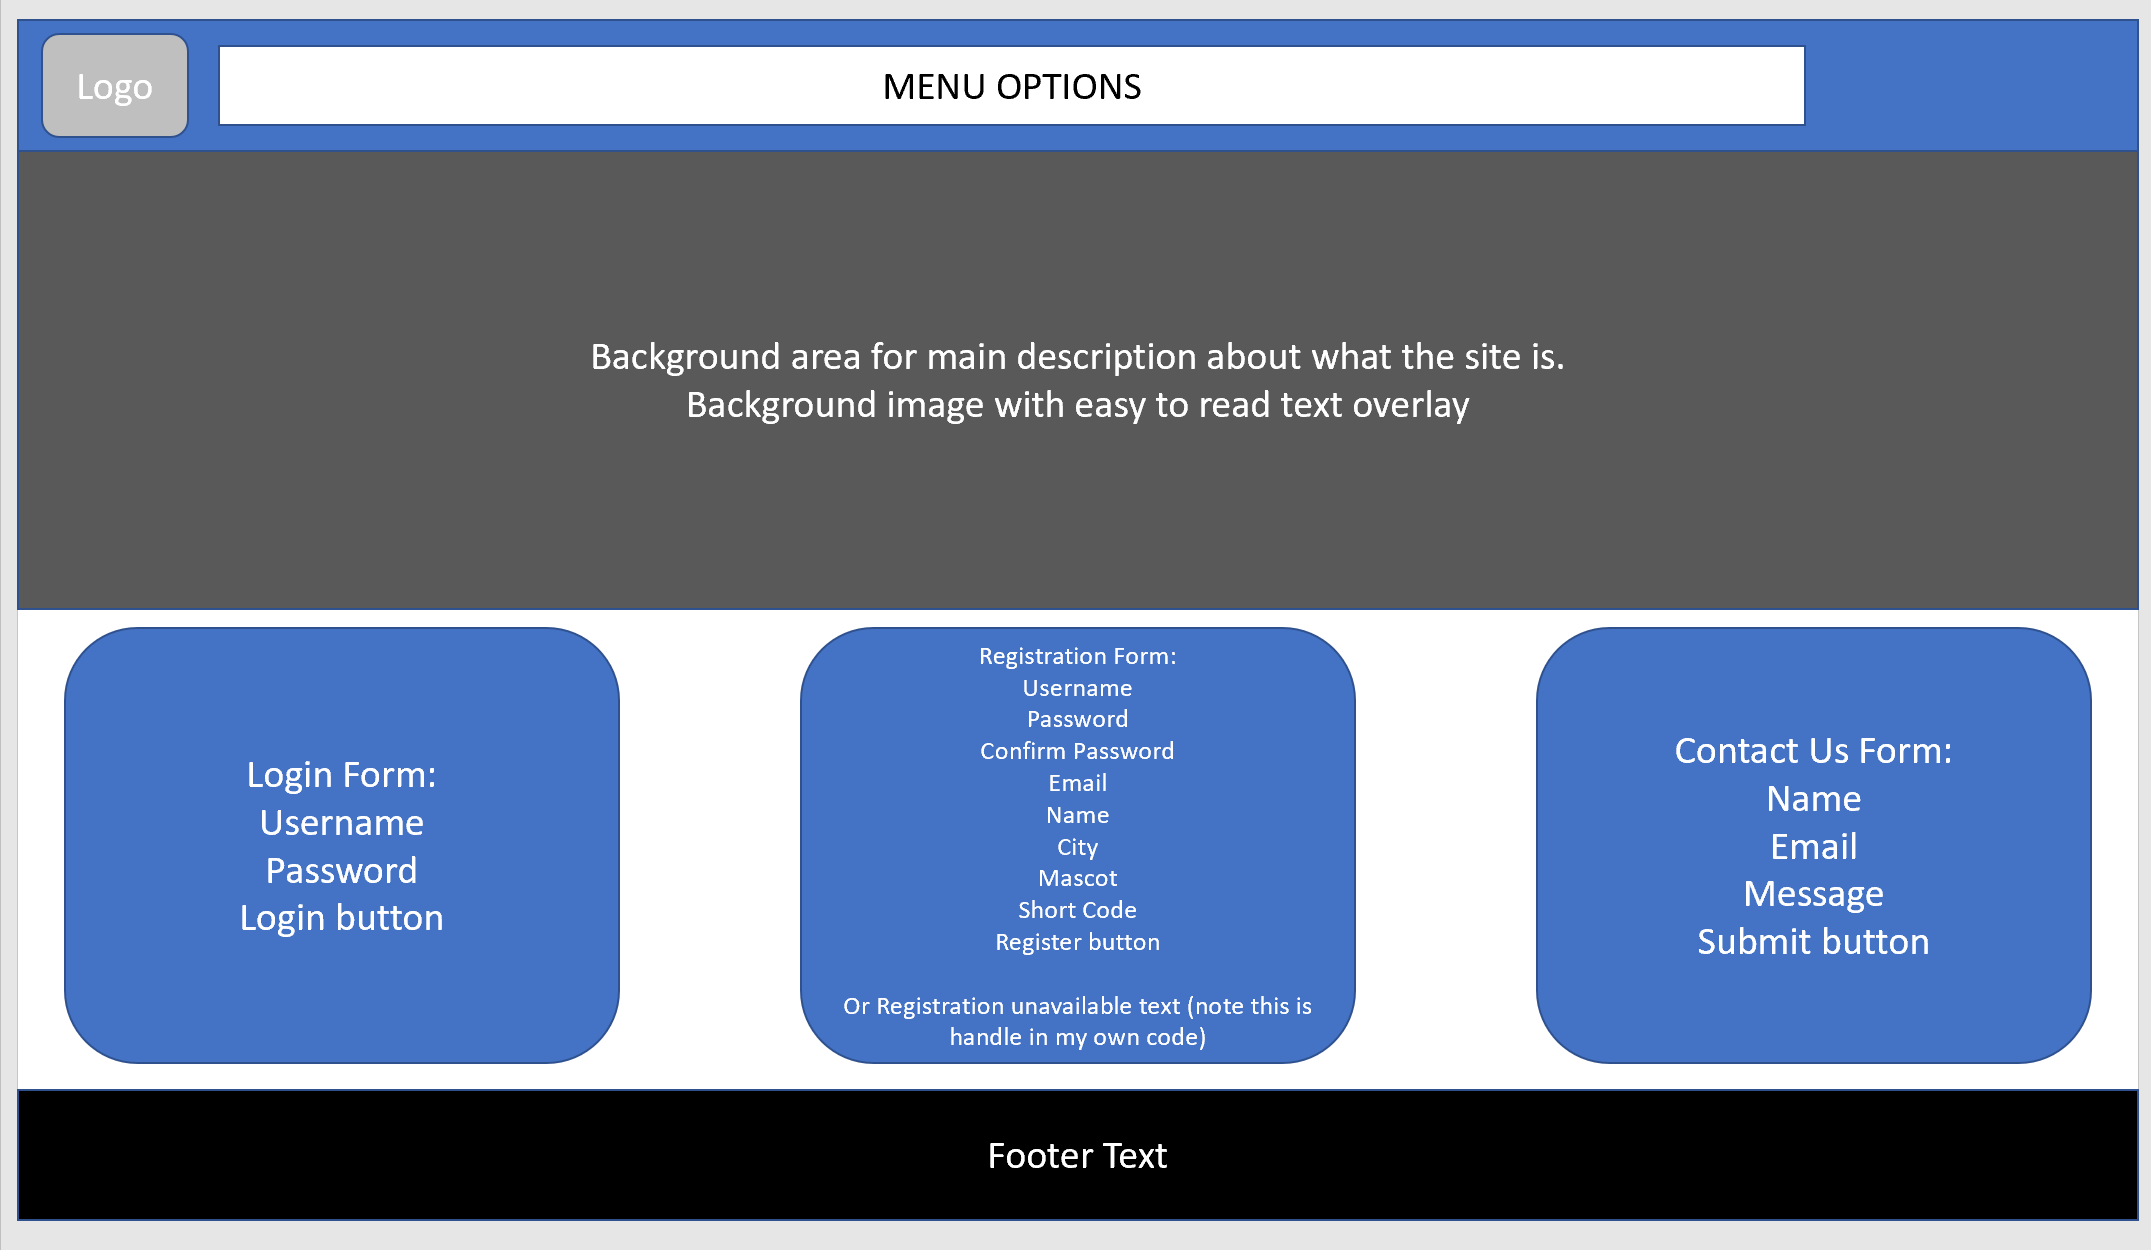 Logo
MENU OPTIONS
Background area for main description about what the site is.
Background image with easy to read text overlay
Login Form:
Username
Password
Login button
Registration Form:
Username
Password
Confirm Password
Email
Name
City
Mascot
Short Code
Register button
Or Registration unavailable text (note this is
handle in my own code)
Contact Us Form:
Name
Email
Message
Submit button
Footer Text